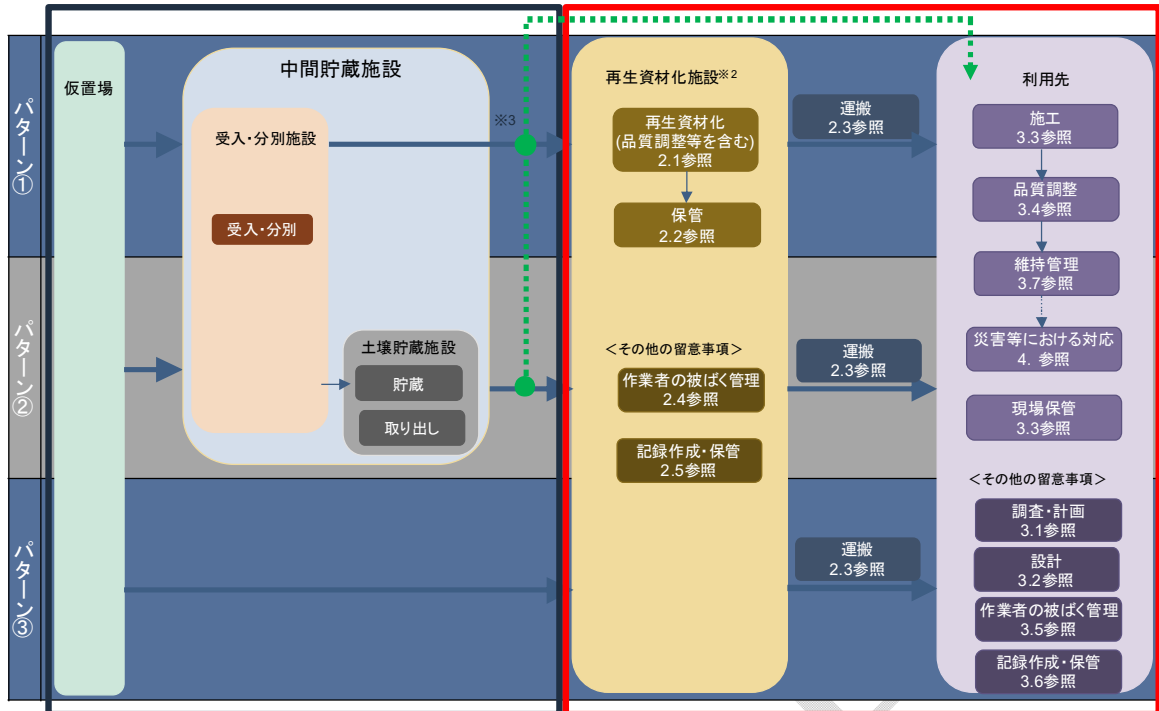 パターン①
パターン②
パターン③
仮置場
中間貯蔵施設
受入・分別施設
受入・分別
土壌貯蔵施設
貯蔵
取り出し
※3
再生資材化施設※2
再生資材化
(品質調整等を含む)
2.1参照
保管
2.2参照
<その他の留意事項>
作業者の被ばく管理
2.4参照
記録作成・保管
2.5参照
運搬
2.3参照
運搬
2.3参照
運搬
2.3参照
利用先
施工
3.3参照
品質調整
3.4参照
維持管理
3.7参照
災害等における対応
4. 参照
現場保管
3.3参照
<その他の留意事項>
調査・計画
3.1参照
設計
3.2参照
作業者の被ばく管理
3.5参照
記録作成・保管
3.6参照